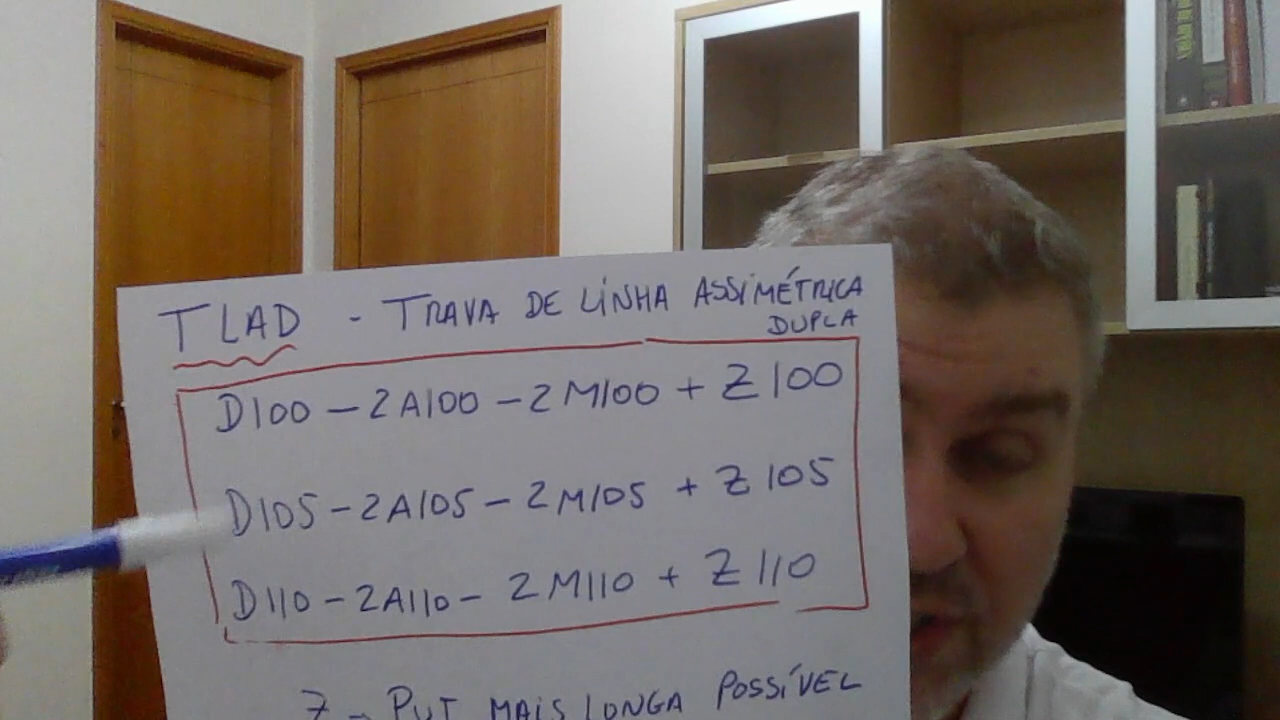 TLAD - TRAVA DE LINHA ASSIMÉTRICA
DUPLA
D100 - 2A100 - 2M100 + Z100
D105 - 2A105 - 2M105 + Z105
D110 - 2A110 - 2M110 + Z110
Z - PUT MAIS LONGA POSSÍVEL